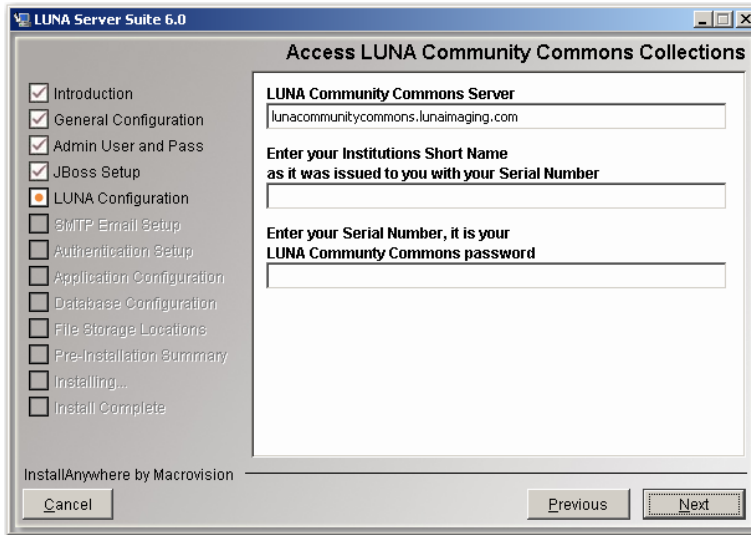 LUNA Server Suite 6.0
Access LUNA Community Commons Collections
Introduction
General Configuration
Admin User and Pass
JBoss Setup
LUNA Configuration
SMTP Email Setup
Authentication Setup
Application Configuration
Database Configuration
File Storage Locations
Pre-Installation Summary
Installing...
Install Complete
LUNA Community Commons Server
lunacommunitycommons.lunaimaging.com
Enter your Institutions Short Name
as it was issued to you with your Serial Number
Enter your Serial Number, it is your
LUNA Communty Commons password
InstallAnywhere by Macrovision
Cancel
Previous
Next